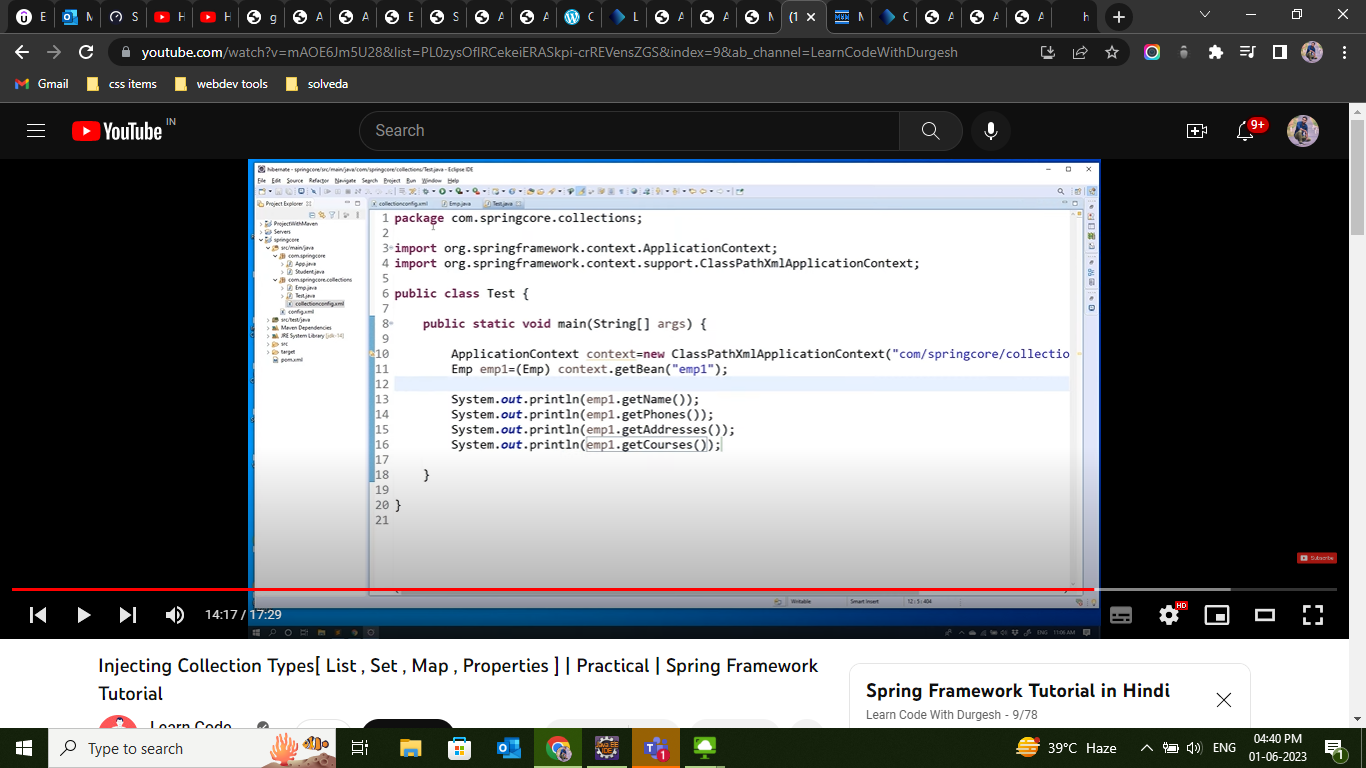 youtube.com/watch?v=mAOE6Jm5U28&list=PL0zysOflRCekeiERASkpi-crREVensZGS&index=9&ab_channel=LearnCodeWithDurgesh
Gmail css items webdev tools solveda
YouTube IN
Search
9+
hibernate - springcore/src/main/java/com/springcore/collections/Test.java - Eclipse IDE
File Edit Source Refactor Navigate Search Project Run Window Help
Project Explorer
collectionconfig.xml Emp.java Test.java
ProjectWithMaven
Servers
springcore
src/main/java
com.springcore
App.java
Student.java
com.springcore.collections
Emp.java
Test.java
collectionconfig.xml
config.xml
src/test/java
Maven Dependencies
JRE System Library [jdk-14]
src
target
pom.xml
1 package com.springcore.collections;
2
3 import org.springframework.context.ApplicationContext;
4 import org.springframework.context.support.ClassPathXmlApplicationContext;
5
6 public class Test {
7
8 public static void main(String[] args) {
9
10 ApplicationContext context=new ClassPathXmlApplicationContext("com/springcore/collectio
11 Emp emp1=(Emp) context.getBean("emp1");
12
13 System.out.println(emp1.getName());
14 System.out.println(emp1.getPhones());
15 System.out.println(emp1.getAddresses());
16 System.out.println(emp1.getCourses());
17
18 }
19
20 }
21
Subscribe
Writable Smart Insert 12 : 5 : 404
14:17 / 17:29
HD
ENG 11:06 AM
Injecting Collection Types[ List , Set , Map , Properties ] | Practical | Spring Framework
Tutorial
Learn Code
Spring Framework Tutorial in Hindi
Learn Code With Durgesh - 9/78
Type here to search
39°C Haze
ENG
04:40 PM
01-06-2023
1
1